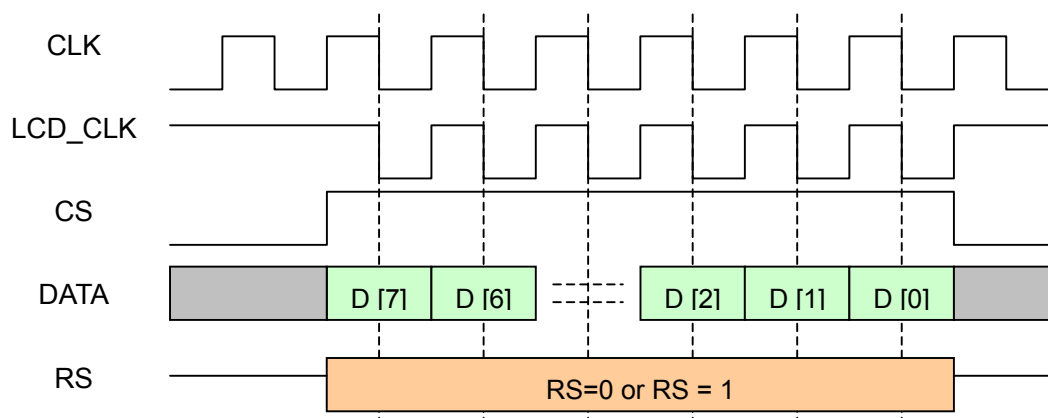 CLK
LCD_CLK
CS
DATA
D [7] D [6] D [2] D [1] D [0]
RS
RS=0 or RS = 1